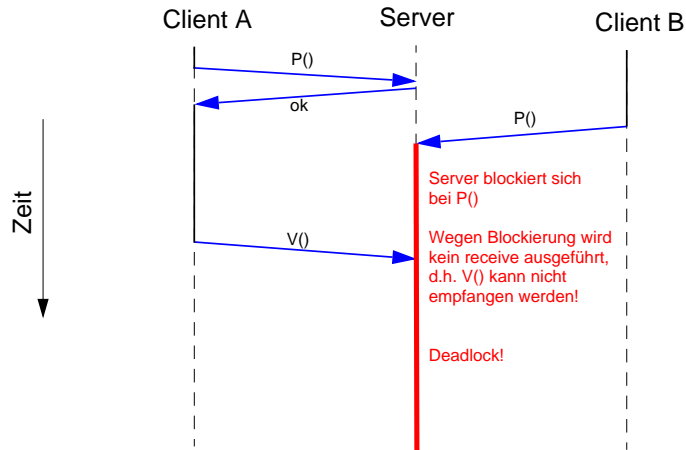 Client A
Server
Client B
P()
ok
P()
Zeit
Server blockiert sich
bei P()
V()
Wegen Blockierung wird
kein receive ausgeführt,
d.h. V() kann nicht
empfangen werden!
Deadlock!